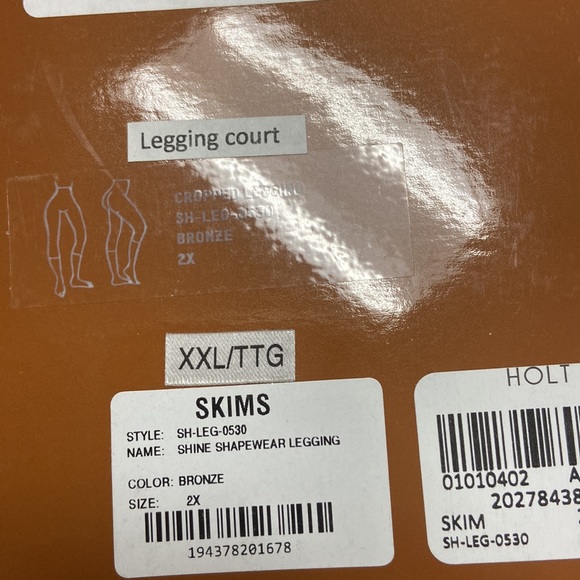 Legging court
CROPPED LEGGING
SH-LEG-0530
BRONZE
2X
XXL/TTG
SKIMS
STYLE: SH-LEG-0530
NAME: SHINE SHAPEWEAR LEGGING
COLOR: BRONZE
SIZE: 2X
194378201678
HOLT
01010402
20278438
SKIM
SH-LEG-0530